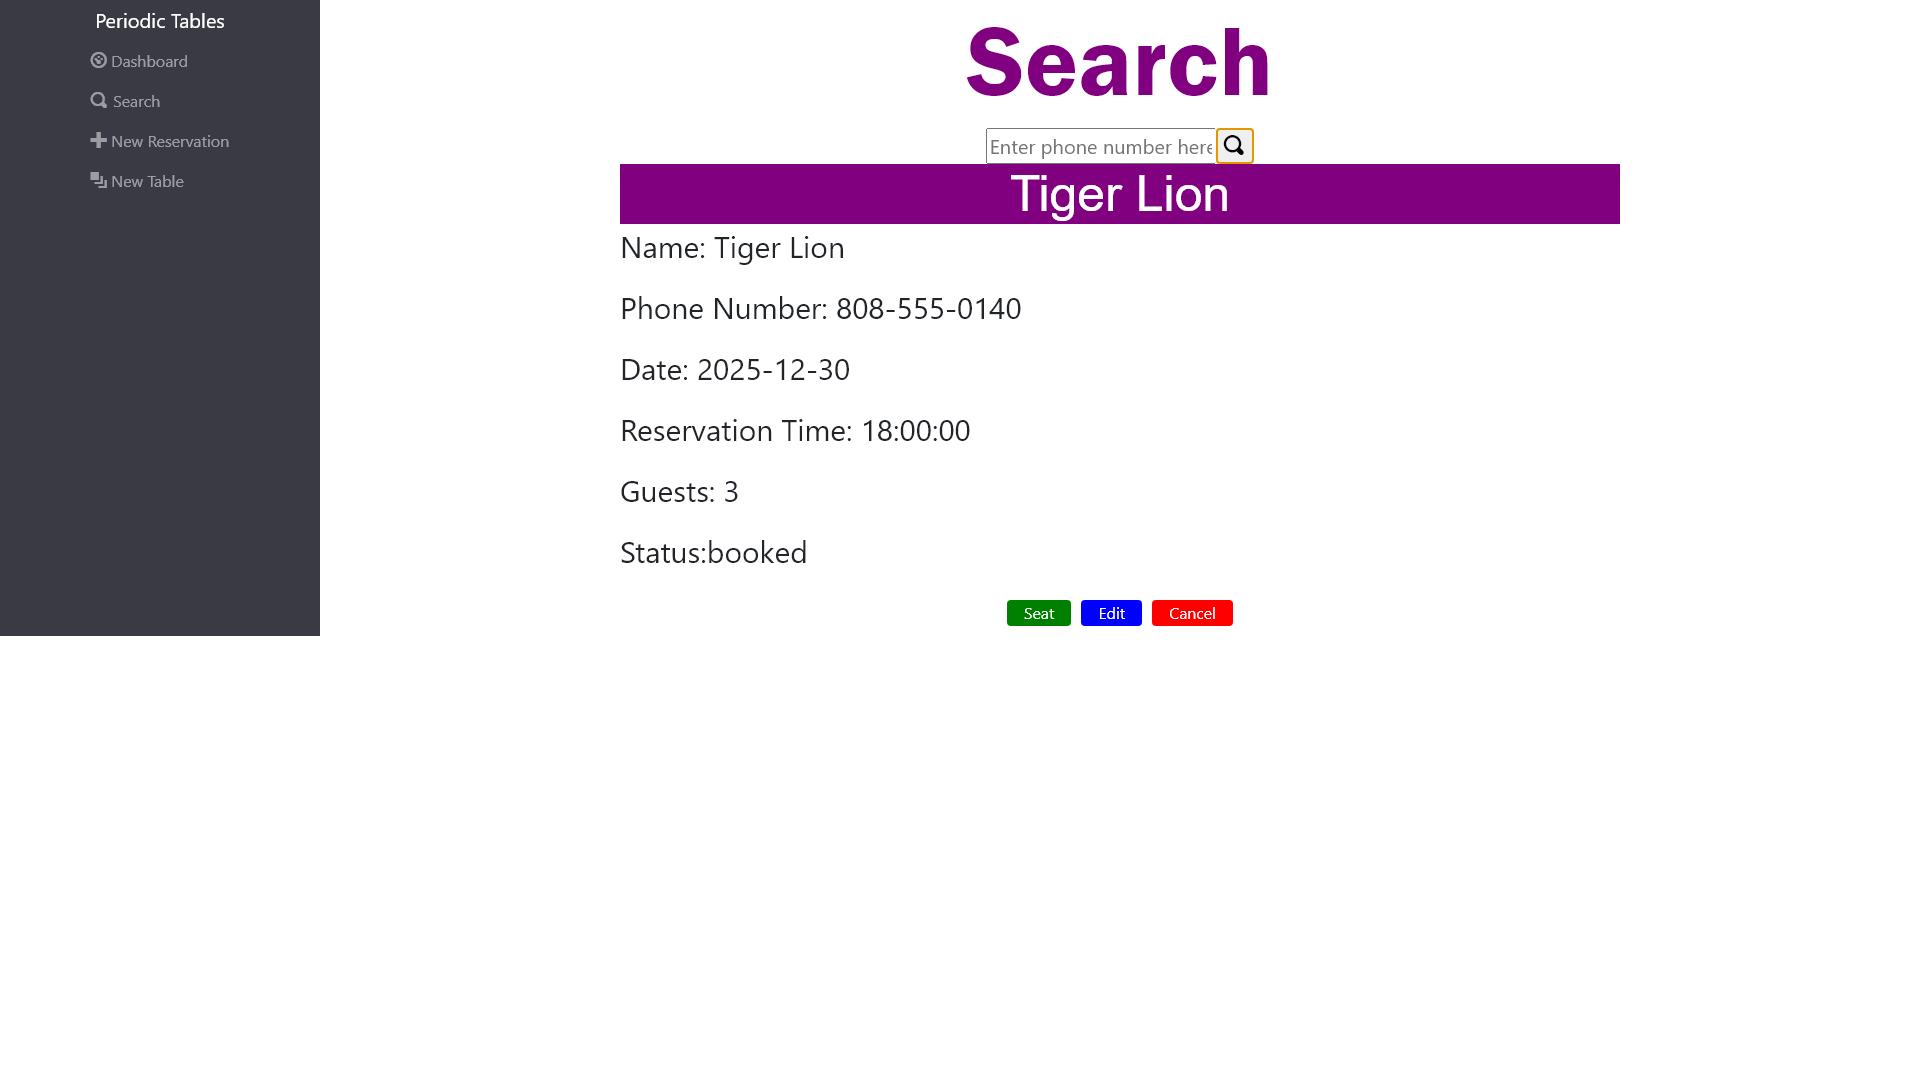 Periodic Tables
Dashboard
Search
New Reservation
New Table
Search
Enter phone number here
Tiger Lion
Name: Tiger Lion
Phone Number: 808-555-0140
Date: 2025-12-30
Reservation Time: 18:00:00
Guests: 3
Status:booked
Seat Edit Cancel